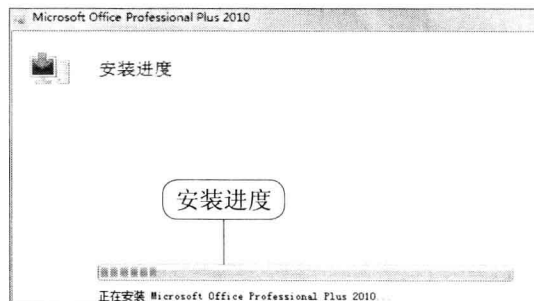 Microsoft Office Professional Plus 2010
安装进度
安装进度
正在安装 Microsoft Office Professional Plus 2010...